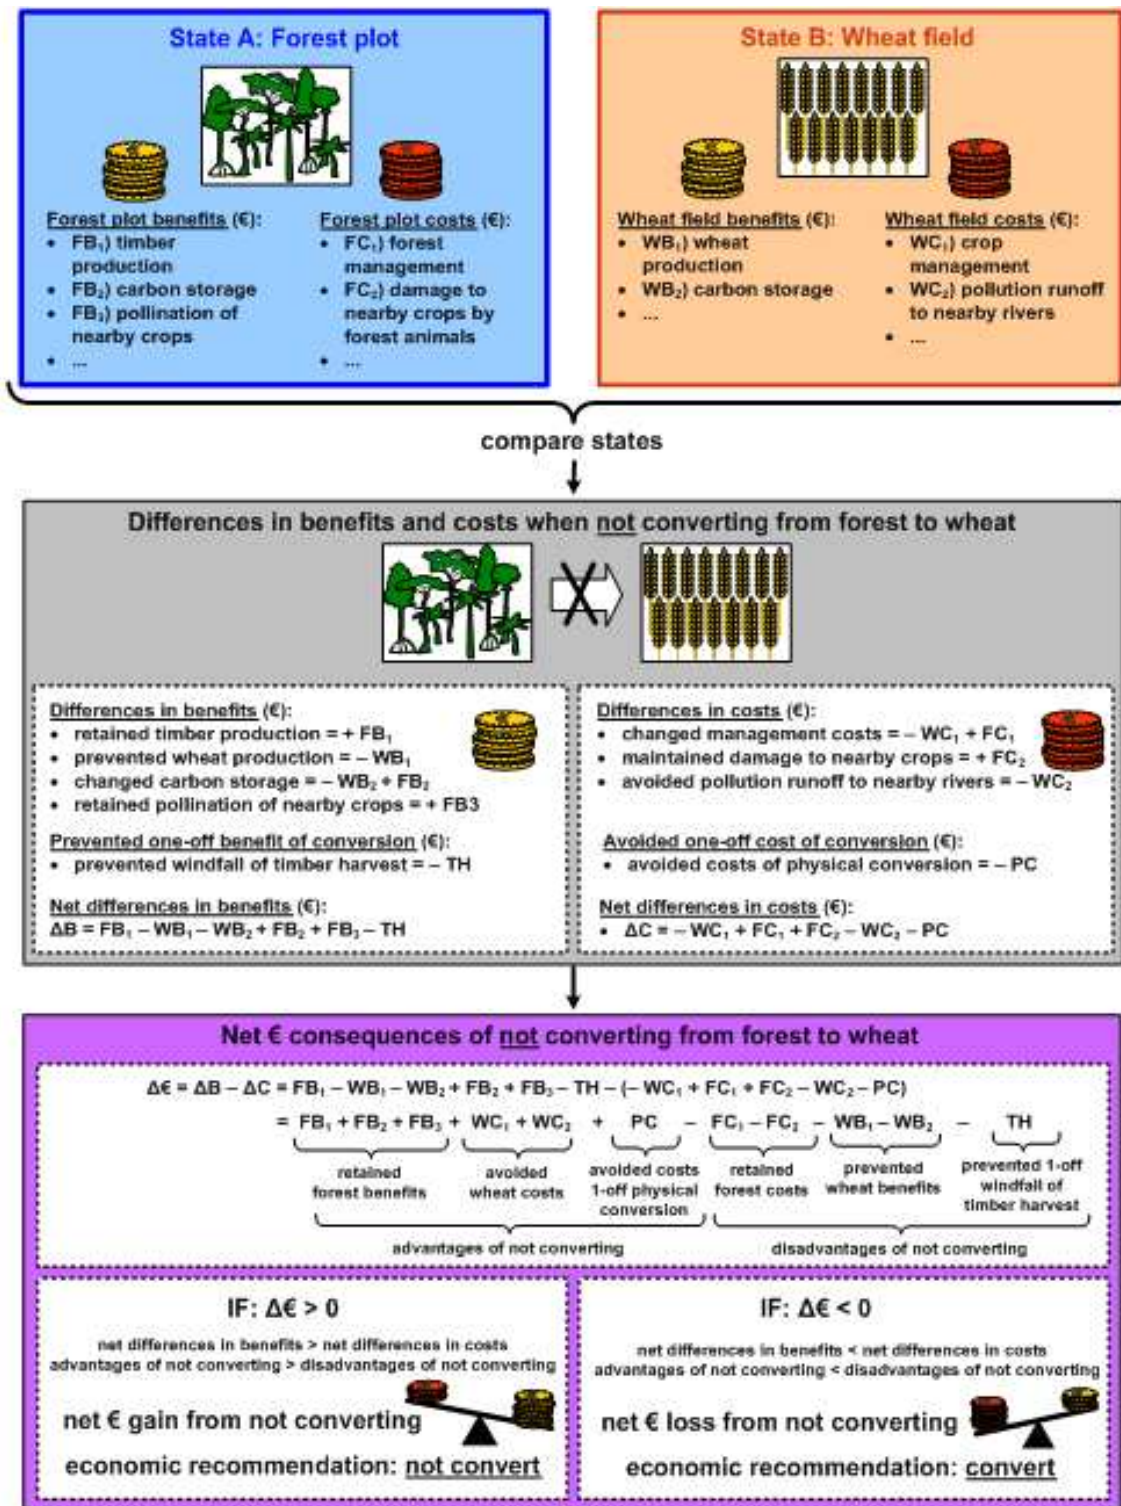 State A: Forest plot
Forest plot benefits (€):
• FB₁) timber
production
• FB₂) carbon storage
• FB₃) pollination of
nearby crops
• ...
Forest plot costs (€):
• FC₁) forest
management
• FC₂) damage to
nearby crops by
forest animals
• ...
State B: Wheat field
Wheat field benefits (€):
• WB₁) wheat
production
• WB₂) carbon storage
• ...
Wheat field costs (€):
• WC₁) crop
management
• WC₂) pollution runoff
to nearby rivers
• ...
compare states
Differences in benefits and costs when not converting from forest to wheat
Differences in benefits (€):
• retained timber production = + FB₁
• prevented wheat production = – WB₁
• changed carbon storage = – WB₂ + FB₂
• retained pollination of nearby crops = + FB3
Prevented one-off benefit of conversion (€):
• prevented windfall of timber harvest = – TH
Net differences in benefits (€):
ΔB = FB₁ – WB₁ – WB₂ + FB₂ + FB₃ – TH
Differences in costs (€):
• changed management costs = – WC₁ + FC₁
• maintained damage to nearby crops = + FC₂
• avoided pollution runoff to nearby rivers = – WC₂
Avoided one-off cost of conversion (€):
• avoided costs of physical conversion = – PC
Net differences in costs (€):
• ΔC = – WC₁ + FC₁ + FC₂ – WC₂ – PC
Net € consequences of not converting from forest to wheat
Δ€ = ΔB – ΔC = FB₁ – WB₁ – WB₂ + FB₂ + FB₃ – TH – (– WC₁ + FC₁ + FC₂ – WC₂ – PC)
= FB₁ + FB₂ + FB₃ + WC₁ + WC₂ + PC – FC₁ – FC₂ – WB₁ – WB₂ – TH
retained
forest benefits
avoided
wheat costs
avoided costs
1-off physical
conversion
retained
forest costs
prevented
wheat benefits
prevented 1-off
windfall of
timber harvest
advantages of not converting
disadvantages of not converting
IF: Δ€ > 0
net differences in benefits > net differences in costs
advantages of not converting > disadvantages of not converting
net € gain from not converting
economic recommendation: not convert
IF: Δ€ < 0
net differences in benefits < net differences in costs
advantages of not converting < disadvantages of not converting
net € loss from not converting
economic recommendation: convert